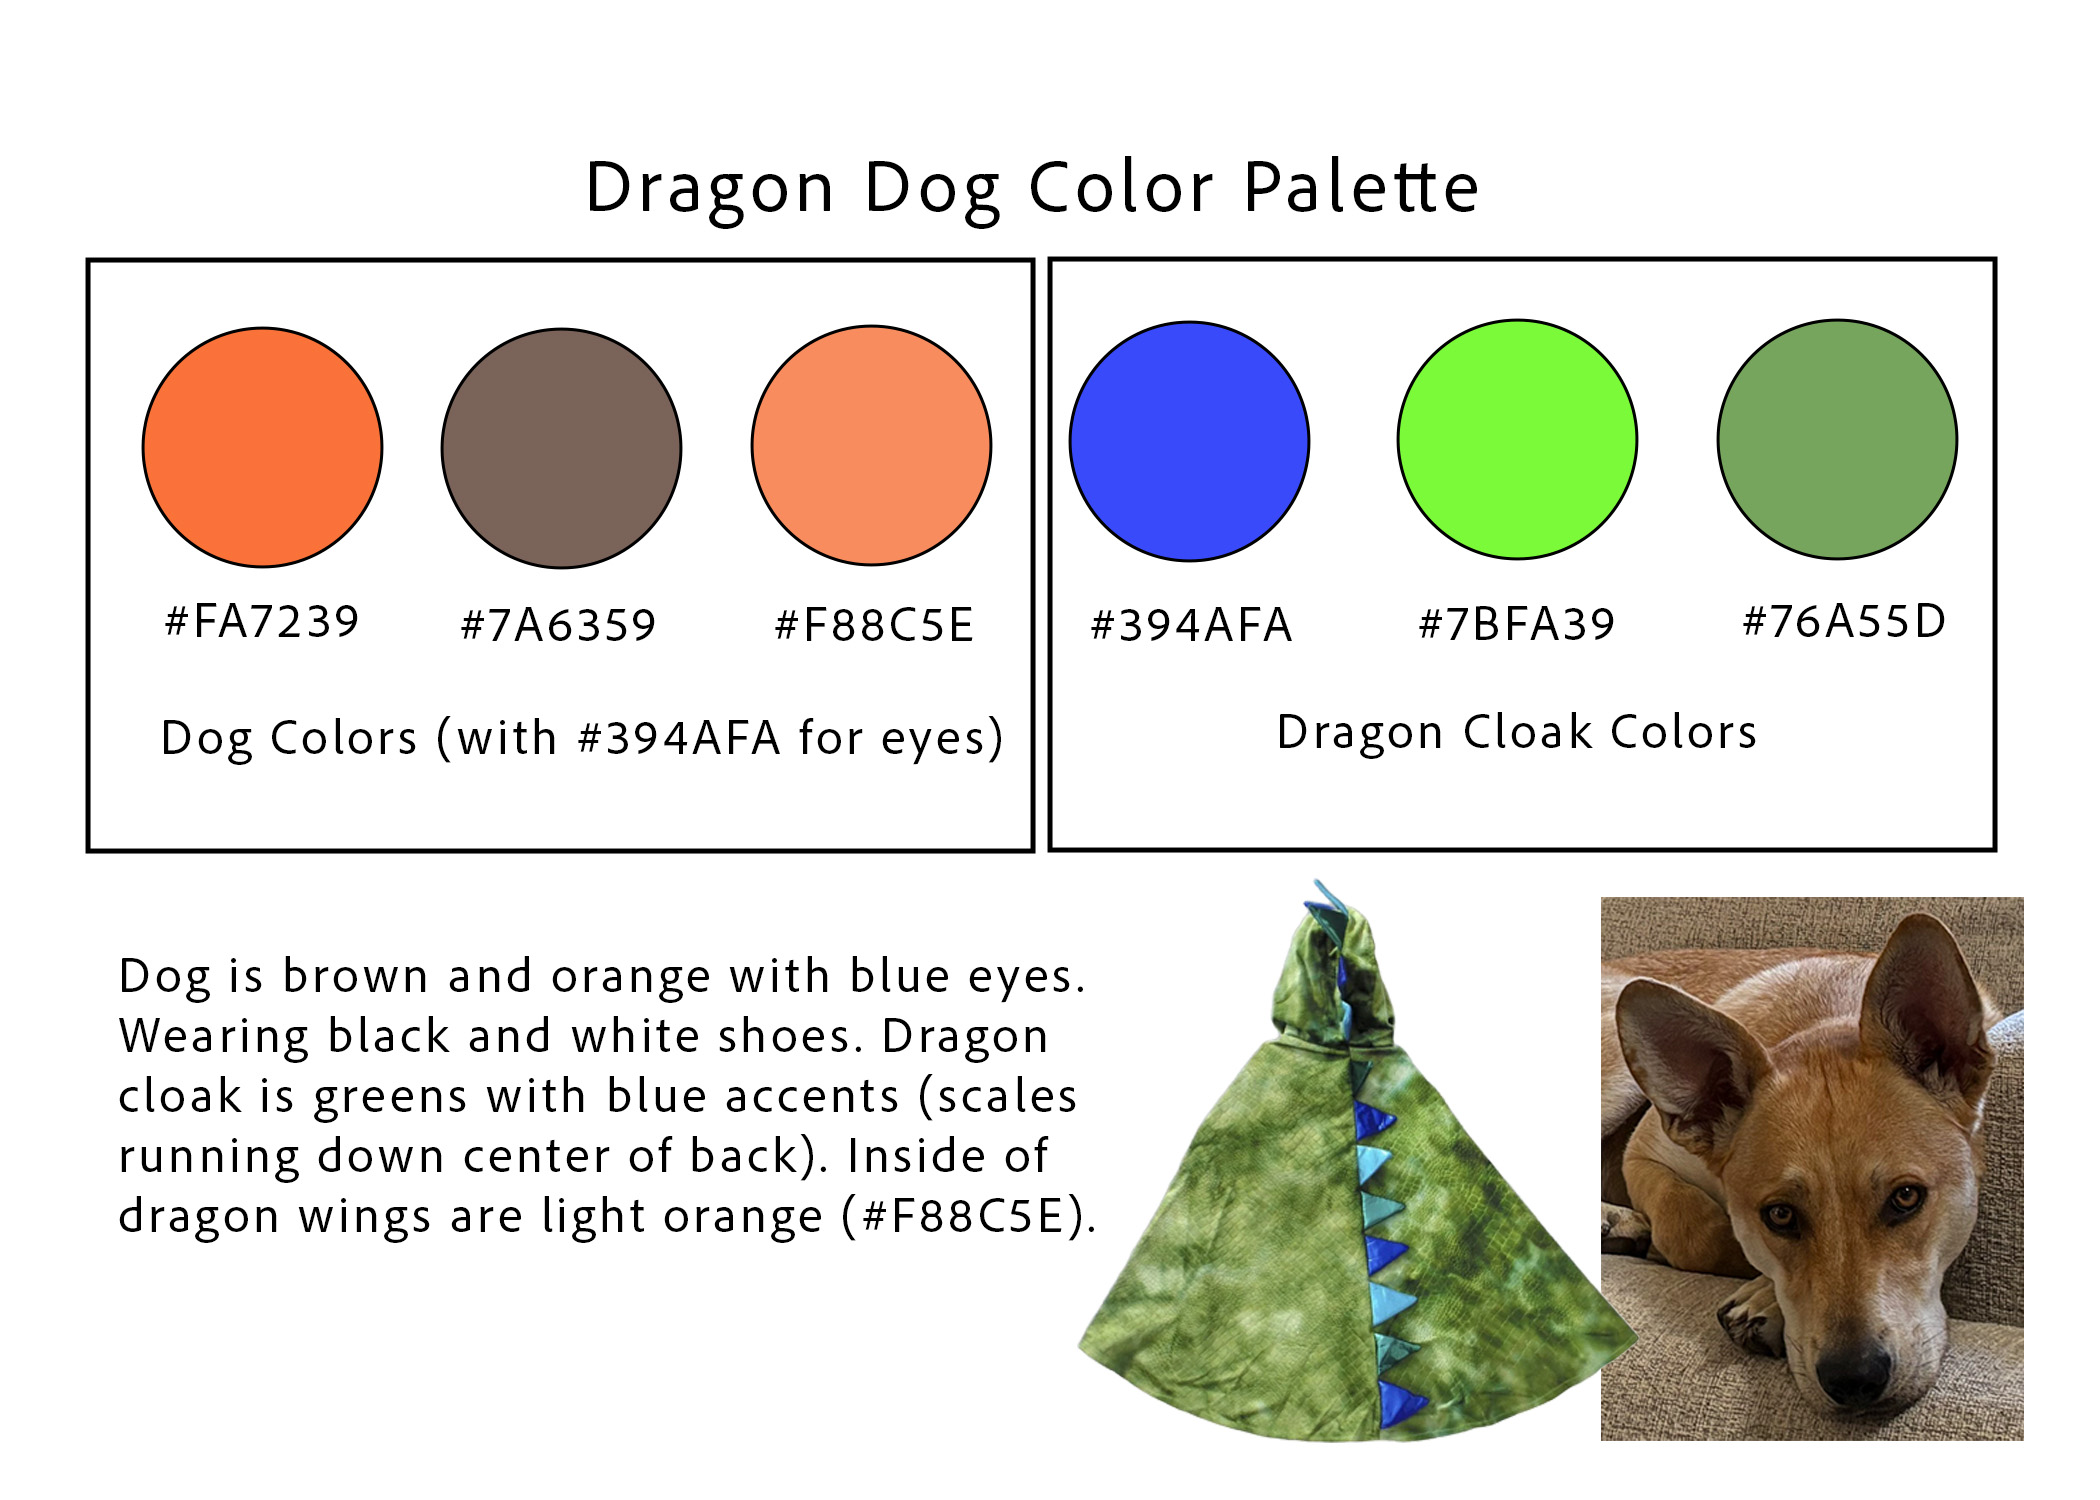 Dragon Dog Color Palette
#FA7239
#7A6359
#F88C5E
Dog Colors (with #394AFA for eyes)
#394AFA
#7BFA39
#76A55D
Dragon Cloak Colors
Dog is brown and orange with blue eyes.
Wearing black and white shoes. Dragon
cloak is greens with blue accents (scales
running down center of back). Inside of
dragon wings are light orange (#F88C5E).